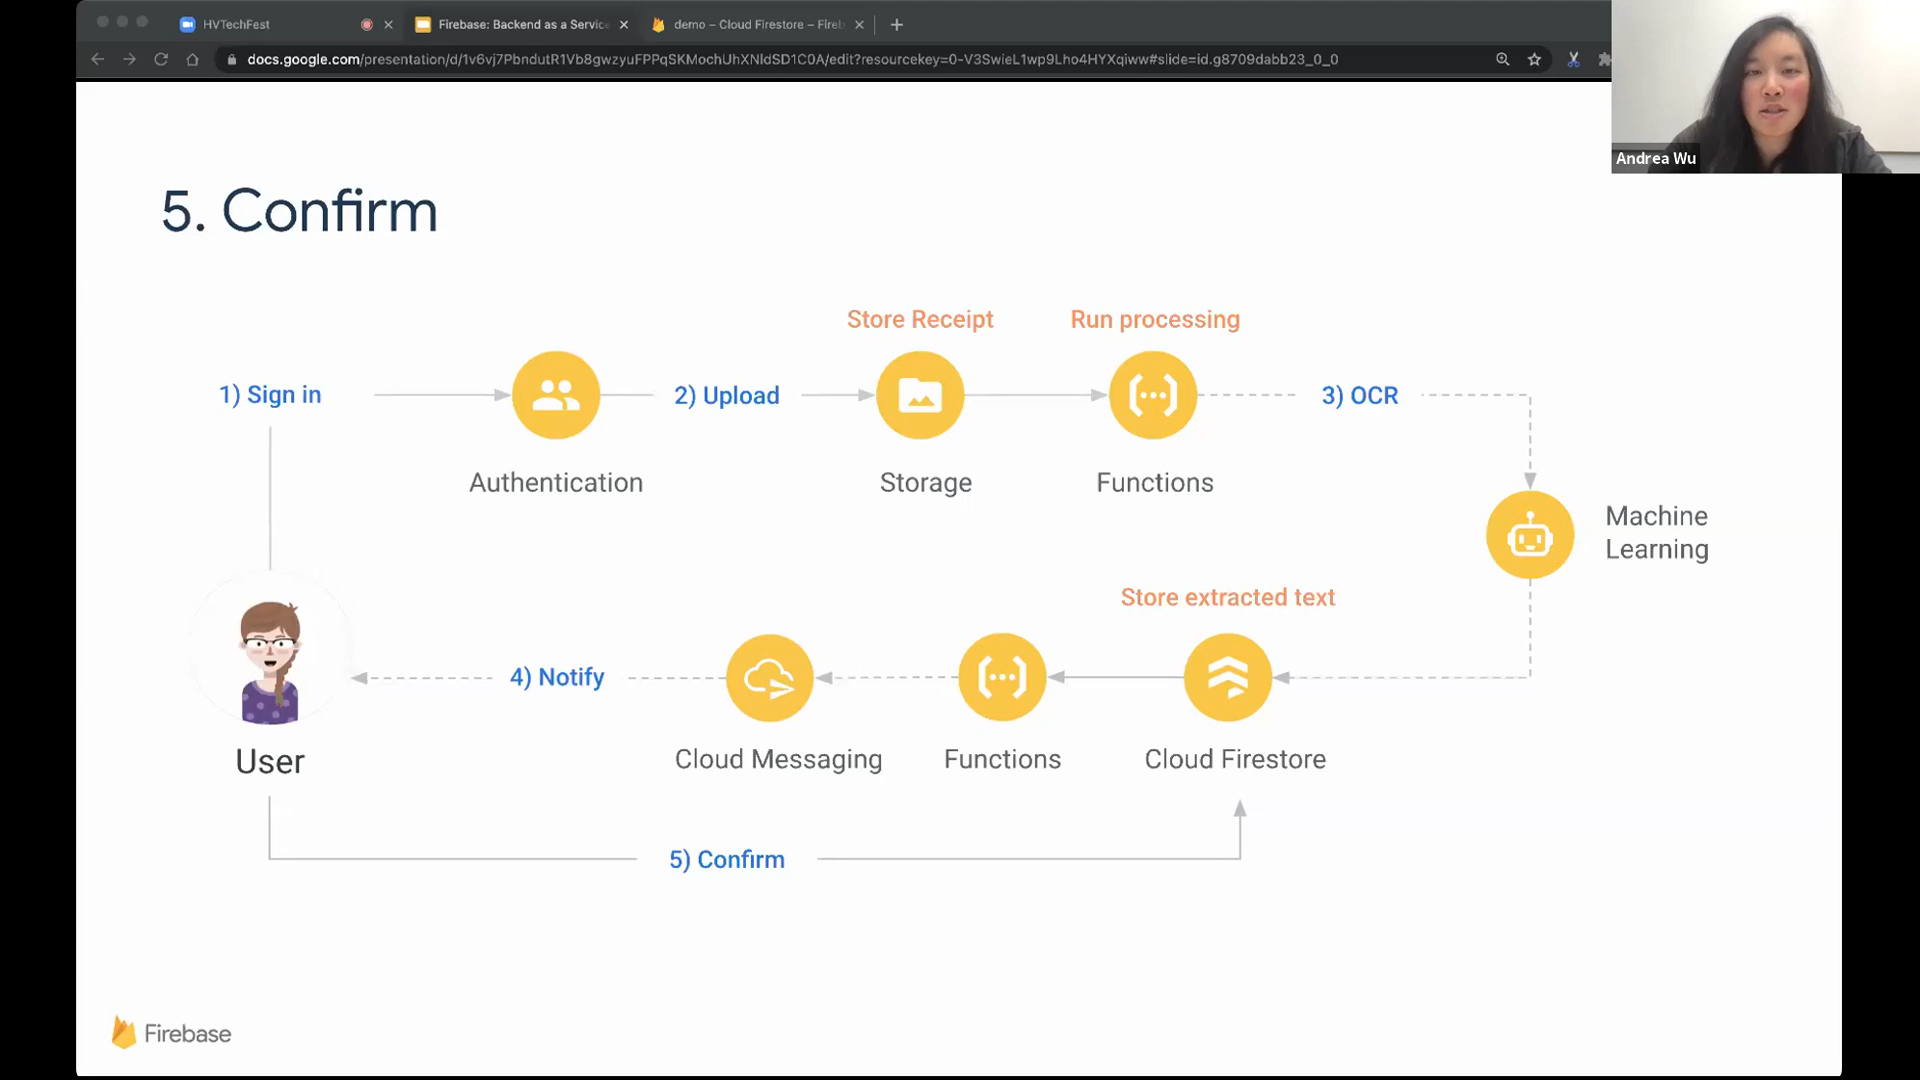 HVTechFest
Firebase: Backend as a Servic
demo – Cloud Firestore – Fireb
docs.google.com/presentation/d/1v6vj7PbndutR1Vb8gwzyuFPPqSKMochUhXNldSD1C0A/edit?resourcekey=0-V3SwieL1wp9Lho4HYXqiww#slide=id.g8709dabb23_0_0
Andrea Wu
5. Confirm
Store Receipt
Run processing
1) Sign in
2) Upload
3) OCR
Authentication
Storage
Functions
Machine
Learning
Store extracted text
4) Notify
User
Cloud Messaging
Functions
Cloud Firestore
5) Confirm
Firebase